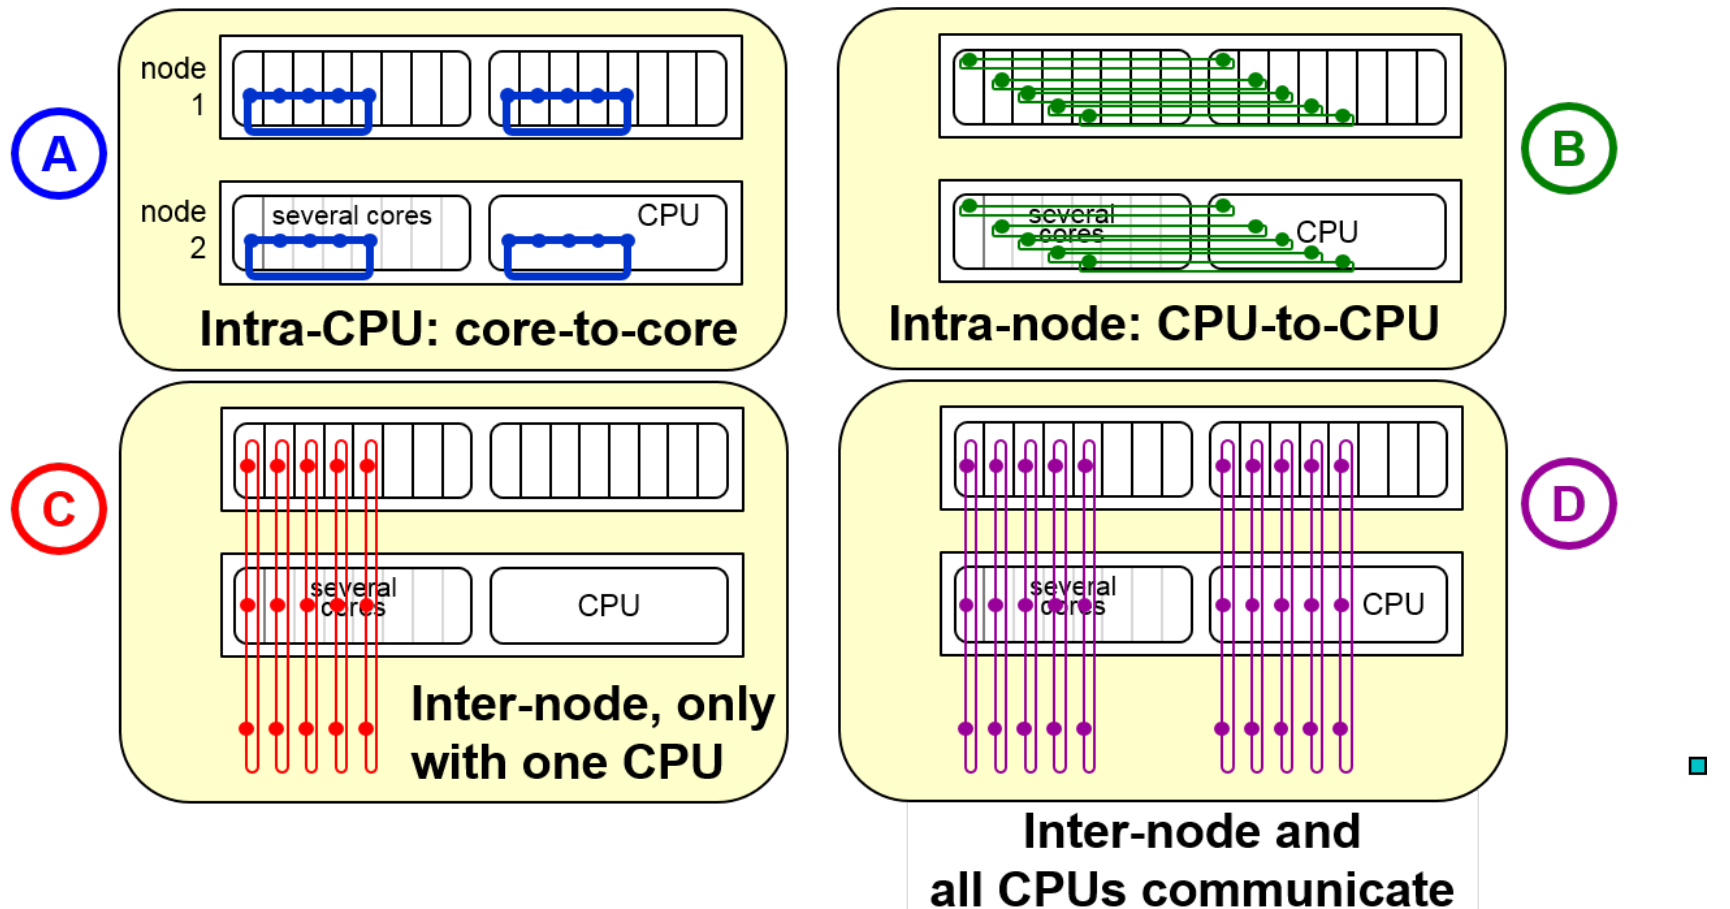 A
node
1
node
2
several cores
CPU
Intra-CPU: core-to-core
B
several
cores
CPU
Intra-node: CPU-to-CPU
C
several
cores
CPU
Inter-node, only
with one CPU
D
several
cores
CPU
Inter-node and
all CPUs communicate